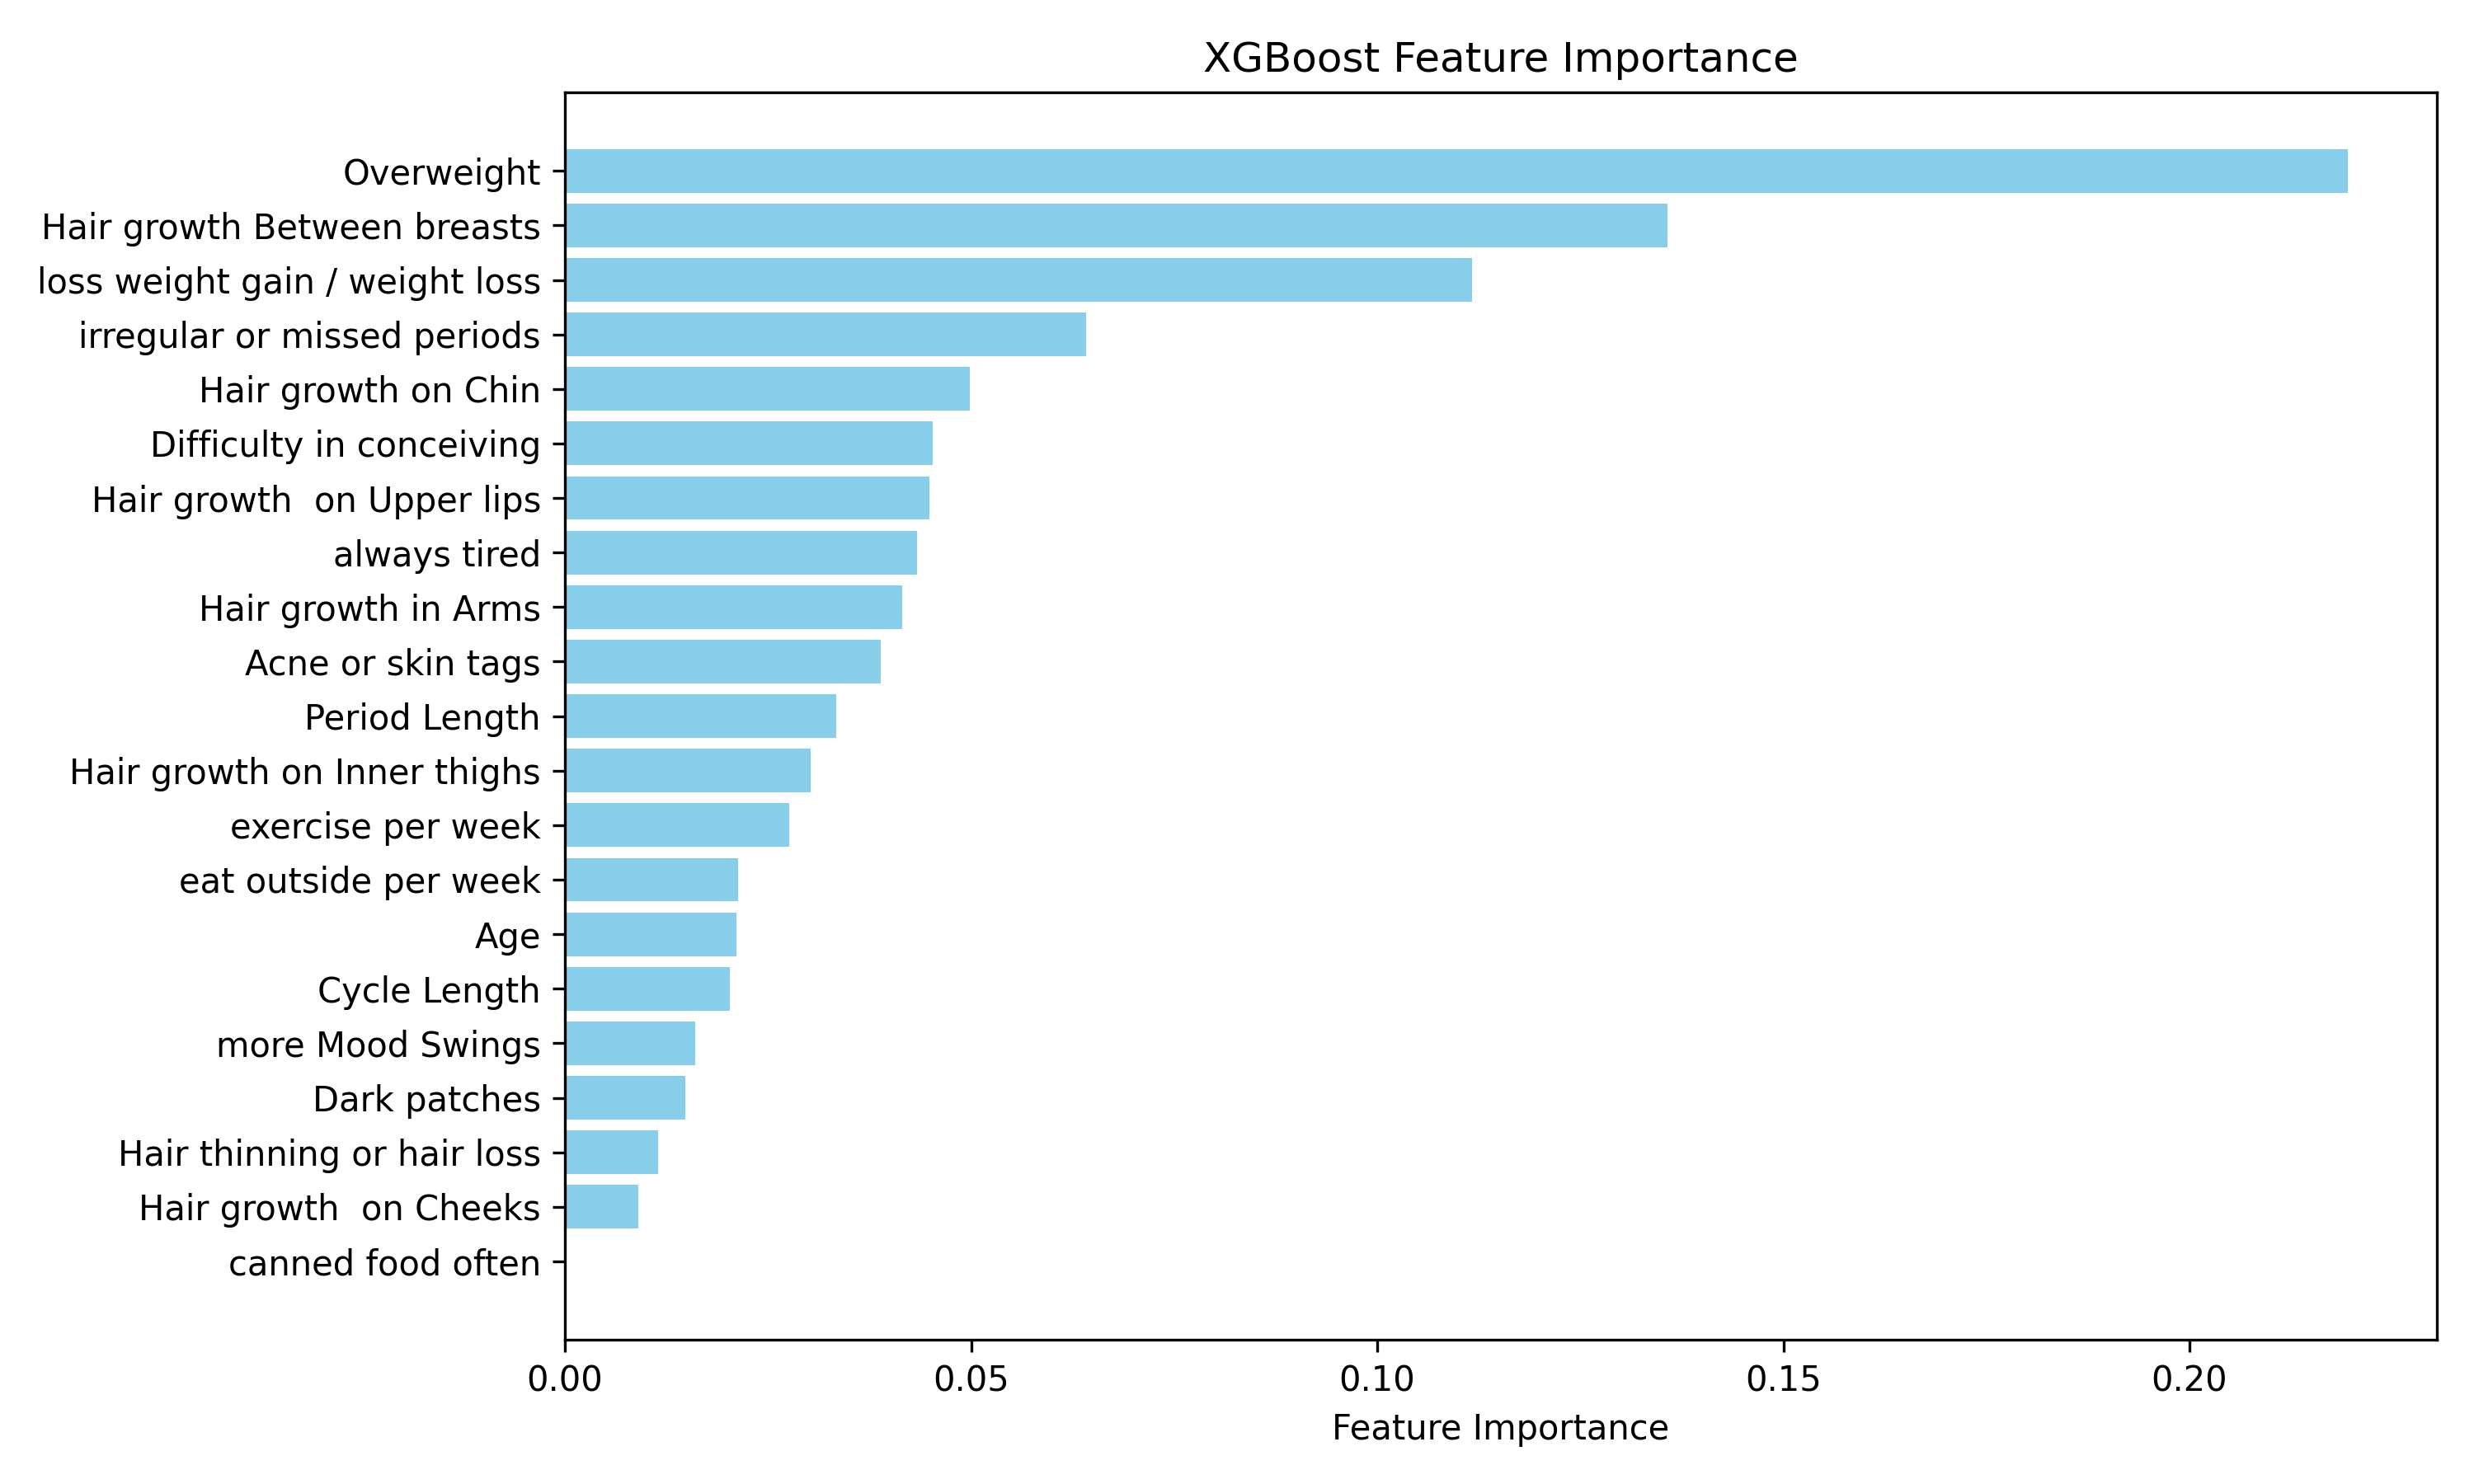 XGBoost Feature Importance
Overweight
Hair growth Between breasts
loss weight gain / weight loss
irregular or missed periods
Hair growth on Chin
Difficulty in conceiving
Hair growth  on Upper lips
always tired
Hair growth in Arms
Acne or skin tags
Period Length
Hair growth on Inner thighs
exercise per week
eat outside per week
Age
Cycle Length
more Mood Swings
Dark patches
Hair thinning or hair loss
Hair growth  on Cheeks
canned food often
0.00 0.05 0.10 0.15 0.20
Feature Importance